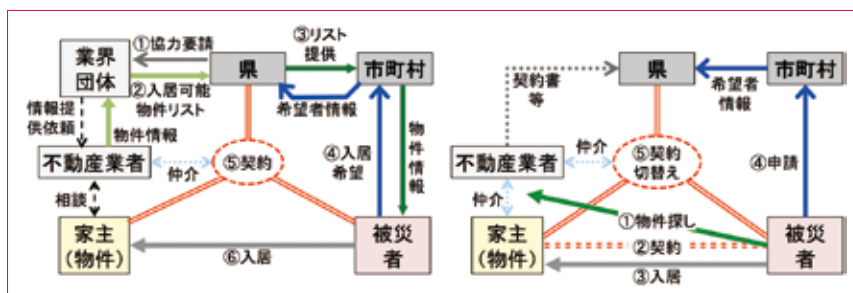 ①協力要請
業界
団体
県
③リスト
提供
市町村
②入居可能
物件リスト
希望者情報
情報提
供依頼
物件情報
④入居
希望
物件
情報
不動産業者
仲介
⑤契約
相談
家主
(物件)
⑥入居
被災
者
県
市町村
契約書
等
希望者
情報
不動産業者
仲介
⑤契約
切替え
④申請
仲介
①物件探し
家主
(物件)
②契約
③入居
被災
者